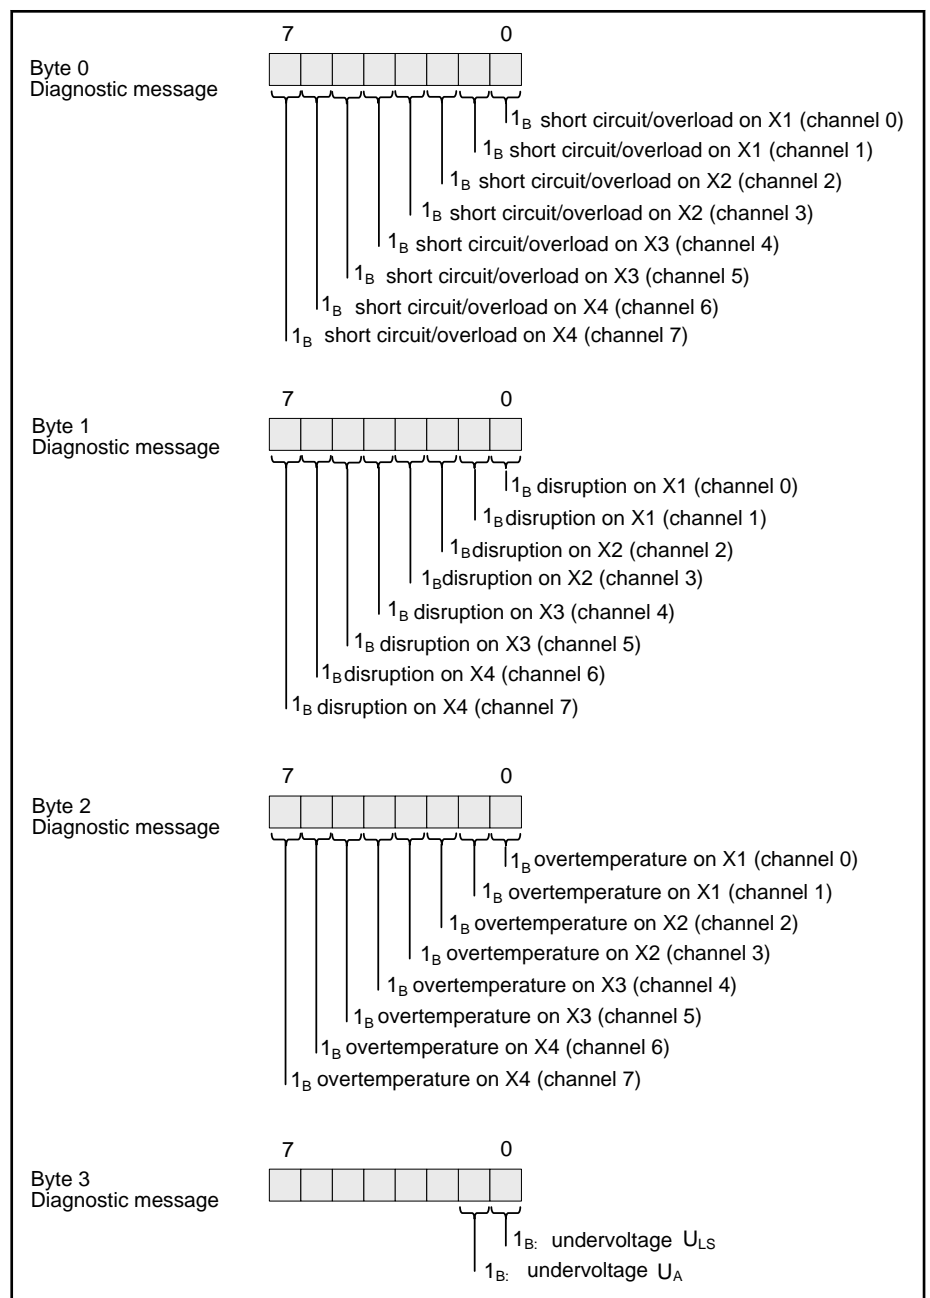 7 0
Byte 0
Diagnostic message
1B short circuit/overload on X1 (channel 0)
1B short circuit/overload on X1 (channel 1)
1B short circuit/overload on X2 (channel 2)
1B short circuit/overload on X2 (channel 3)
1B short circuit/overload on X3 (channel 4)
1B short circuit/overload on X3 (channel 5)
1B short circuit/overload on X4 (channel 6)
1B short circuit/overload on X4 (channel 7)
7 0
Byte 1
Diagnostic message
1B disruption on X1 (channel 0)
1B disruption on X1 (channel 1)
1B disruption on X2 (channel 2)
1B disruption on X2 (channel 3)
1B disruption on X3 (channel 4)
1B disruption on X3 (channel 5)
1B disruption on X4 (channel 6)
1B disruption on X4 (channel 7)
7 0
Byte 2
Diagnostic message
1B overtemperature on X1 (channel 0)
1B overtemperature on X1 (channel 1)
1B overtemperature on X2 (channel 2)
1B overtemperature on X2 (channel 3)
1B overtemperature on X3 (channel 4)
1B overtemperature on X3 (channel 5)
1B overtemperature on X4 (channel 6)
1B overtemperature on X4 (channel 7)
7 0
Byte 3
Diagnostic message
1B: undervoltage ULS
1B: undervoltage UA